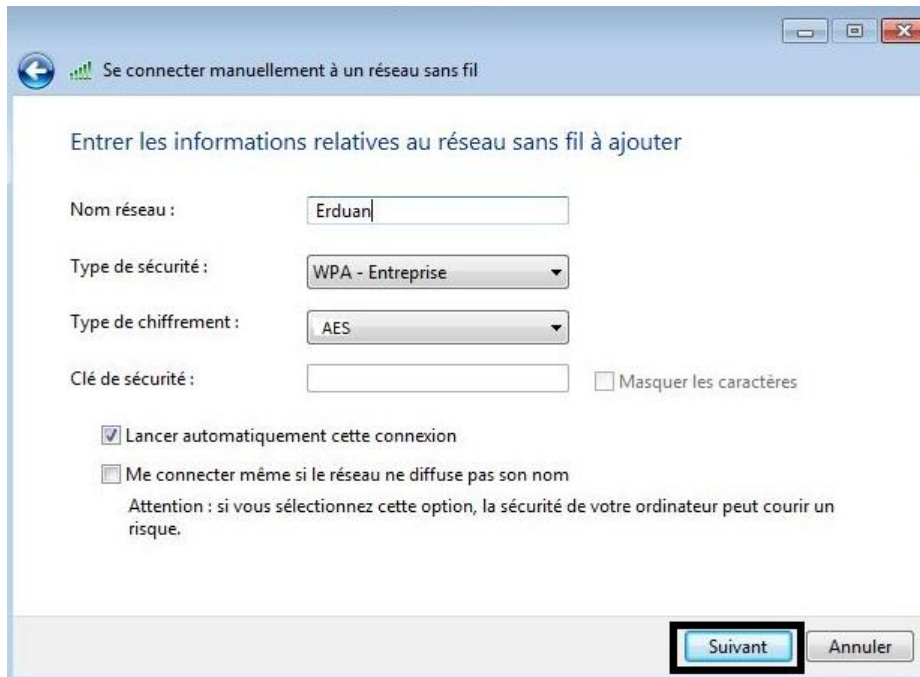 Se connecter manuellement à un réseau sans fil
Entrer les informations relatives au réseau sans fil à ajouter
Nom réseau : Erduan
Type de sécurité : WPA - Entreprise
Type de chiffrement : AES
Clé de sécurité : Masquer les caractères
Lancer automatiquement cette connexion
Me connecter même si le réseau ne diffuse pas son nom
Attention : si vous sélectionnez cette option, la sécurité de votre ordinateur peut courir un
risque.
Suivant Annuler